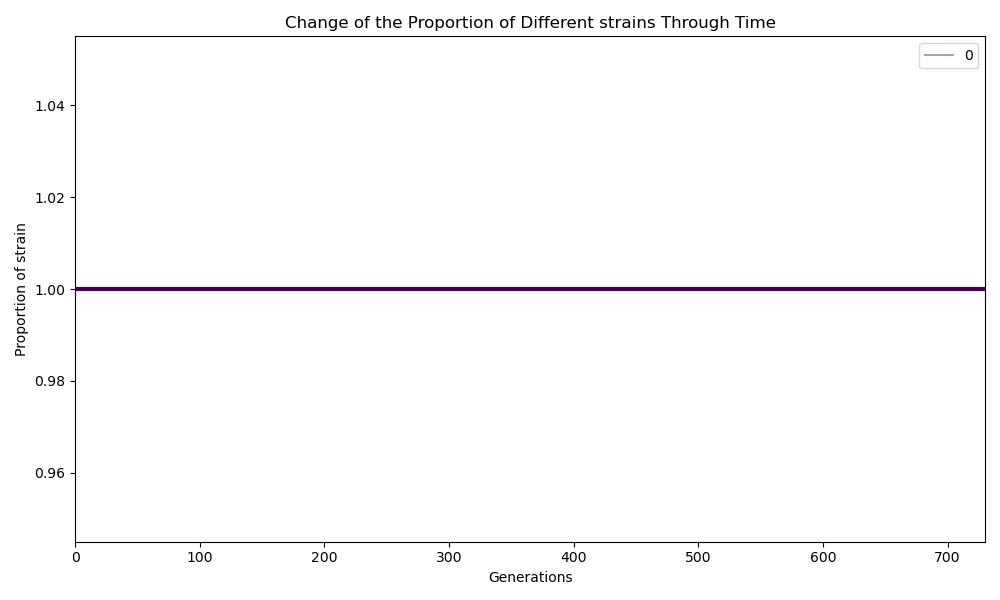 Change of the Proportion of Different strains Through Time
0
1.04
1.02
1.00
0.98
0.96
Proportion of strain
0 100 200 300 400 500 600 700
Generations